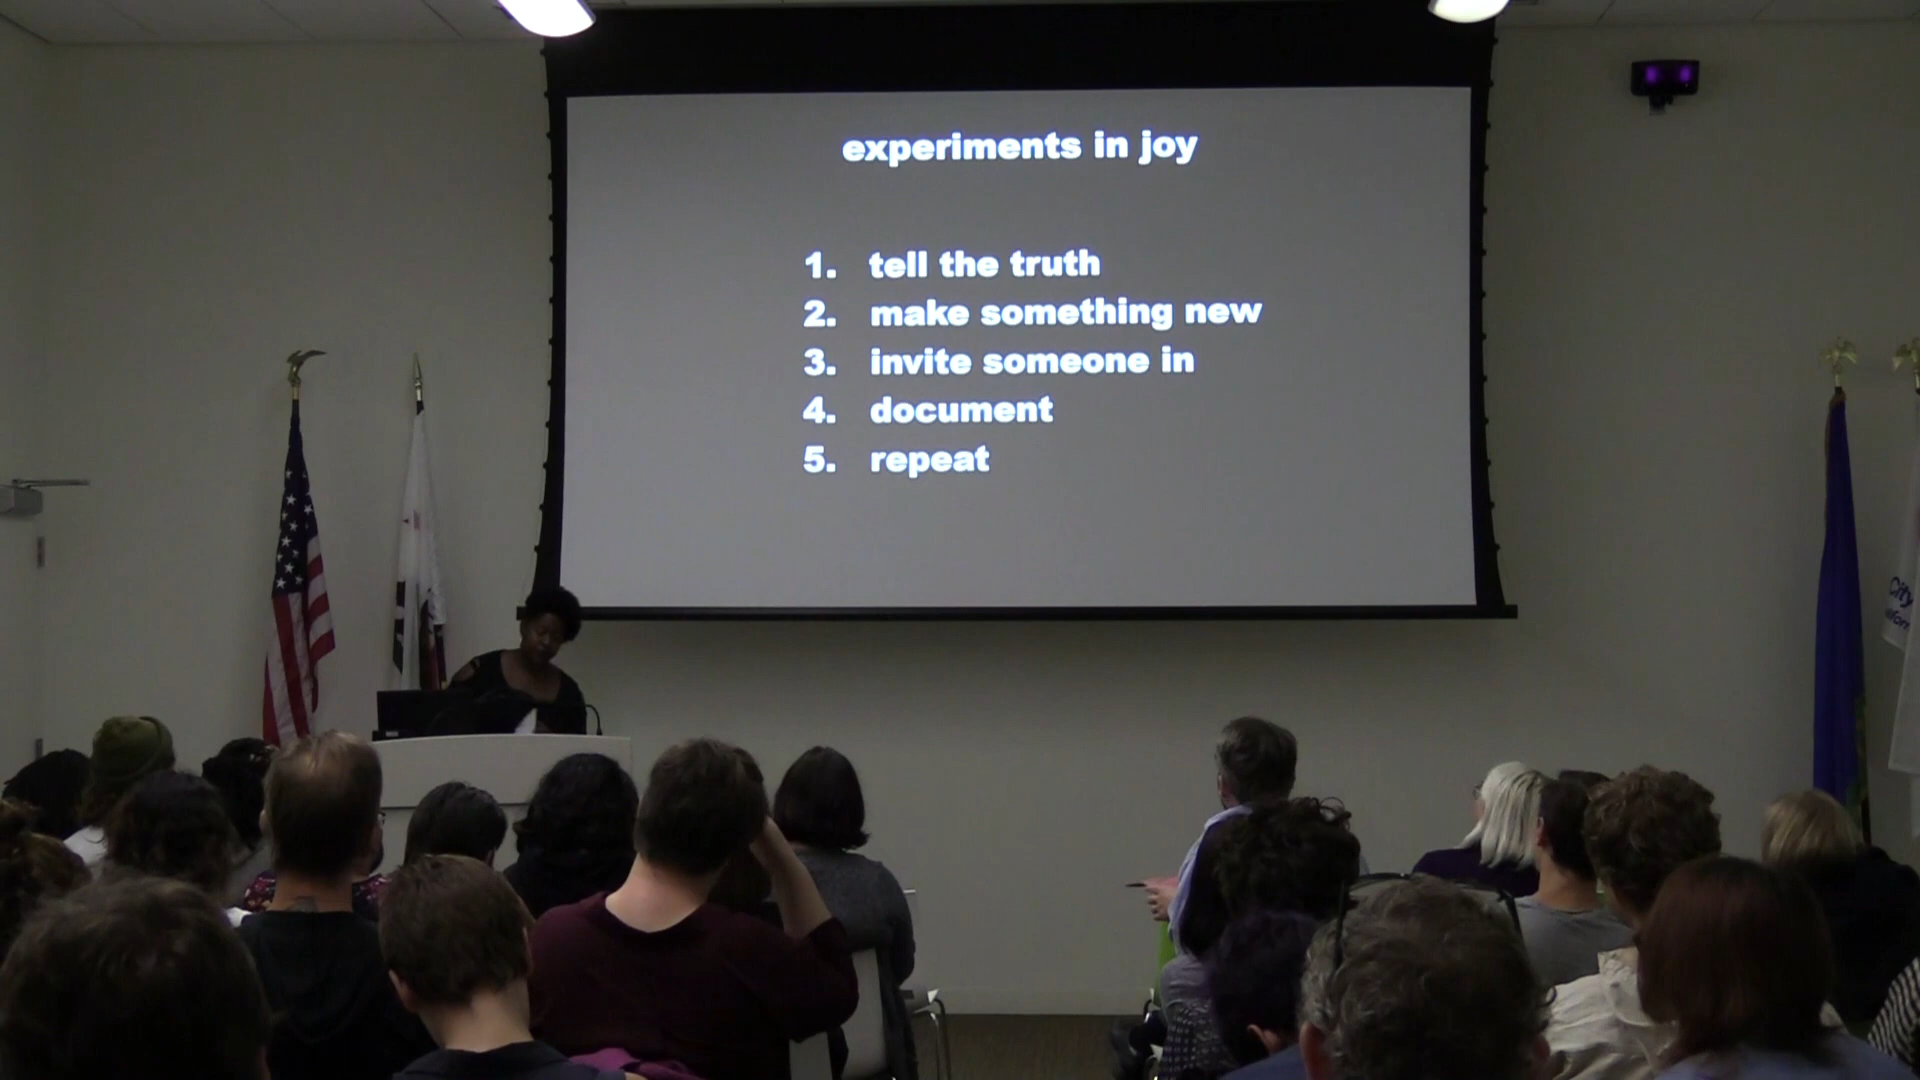 experiments in joy
1. tell the truth
2. make something new
3. invite someone in
4. document
5. repeat
City